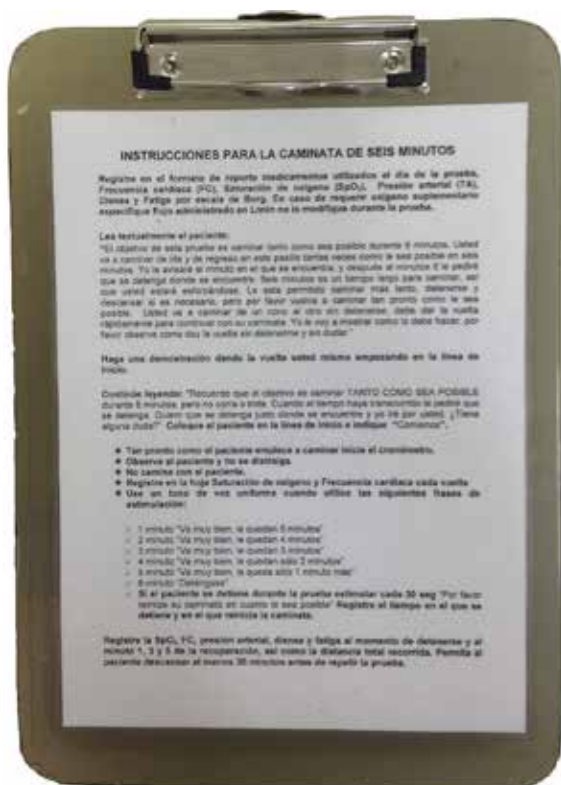 INSTRUCCIONES PARA LA CAMINATA DE SEIS MINUTOS
Registre en el formato de reporte medicamentos utilizados el día de la prueba,
Frecuencia cardiaca (FC), Saturación de oxígeno (SpO₂), Presión arterial (TA),
Disnea y Fatiga por escala de Borg. En caso de requerir oxígeno suplementario
especifique flujo administrado en L/min no lo modifique durante la prueba.
Lea textualmente al paciente:
"El objetivo de esta prueba es caminar tanto como sea posible durante 6 minutos. Usted
va a caminar de ida y de regreso en este pasillo tantas veces como le sea posible en seis
minutos. Yo le avisaré el minuto en el que se encuentra, y después al minutos 6 le pediré
que se detenga donde se encuentre. Seis minutos es un tiempo largo para caminar, así
que usted estará esforzándose. Le está permitido caminar más lento, detenerse y
descansar si es necesario, pero por favor vuelva a caminar tan pronto como le sea
posible. Usted va a caminar de un cono al otro sin detenerse, debe dar la vuelta
rápidamente para continuar con su caminata. Yo le voy a mostrar como lo debe hacer, por
favor observe como doy la vuelta sin detenerme y sin dudar."
Haga una demostración dando la vuelta usted mismo empezando en la línea de
inicio.
Continúe leyendo: "Recuerde que el objetivo es caminar TANTO COMO SEA POSIBLE
durante 6 minutos, pero no corra o trote. Cuando el tiempo haya transcurrido le pediré que
se detenga. Quiero que se detenga justo donde se encuentre y yo iré por usted. ¿Tiene
alguna duda?" Coloque al paciente en la línea de inicio e indique "Comience".
Tan pronto como el paciente empiece a caminar inicie el cronómetro.
Observe al paciente y no se distraiga.
No camine con el paciente.
Registre en la hoja Saturación de oxígeno y Frecuencia cardiaca cada vuelta
Use un tono de voz uniforme cuando utilice las siguientes frases de
estimulación:
1 minuto "Va muy bien, le quedan 5 minutos"
2 minuto "Va muy bien, le quedan 4 minutos"
3 minuto "Va muy bien, le quedan 3 minutos"
4 minuto "Va muy bien, le quedan sólo 2 minutos"
5 minuto "Va muy bien, le queda sólo 1 minuto más"
6 minuto "Deténgase"
Si el paciente se detiene durante la prueba estimular cada 30 seg "Por favor
reinicie su caminata en cuanto le sea posible" Registre el tiempo en el que se
detiene y en el que reinicia la caminata.
Registre la SpO₂, FC, presión arterial, disnea y fatiga al momento de detenerse y al
minuto 1, 3 y 5 de la recuperación, así como la distancia total recorrida. Permita al
paciente descansar al menos 30 minutos antes de repetir la prueba.